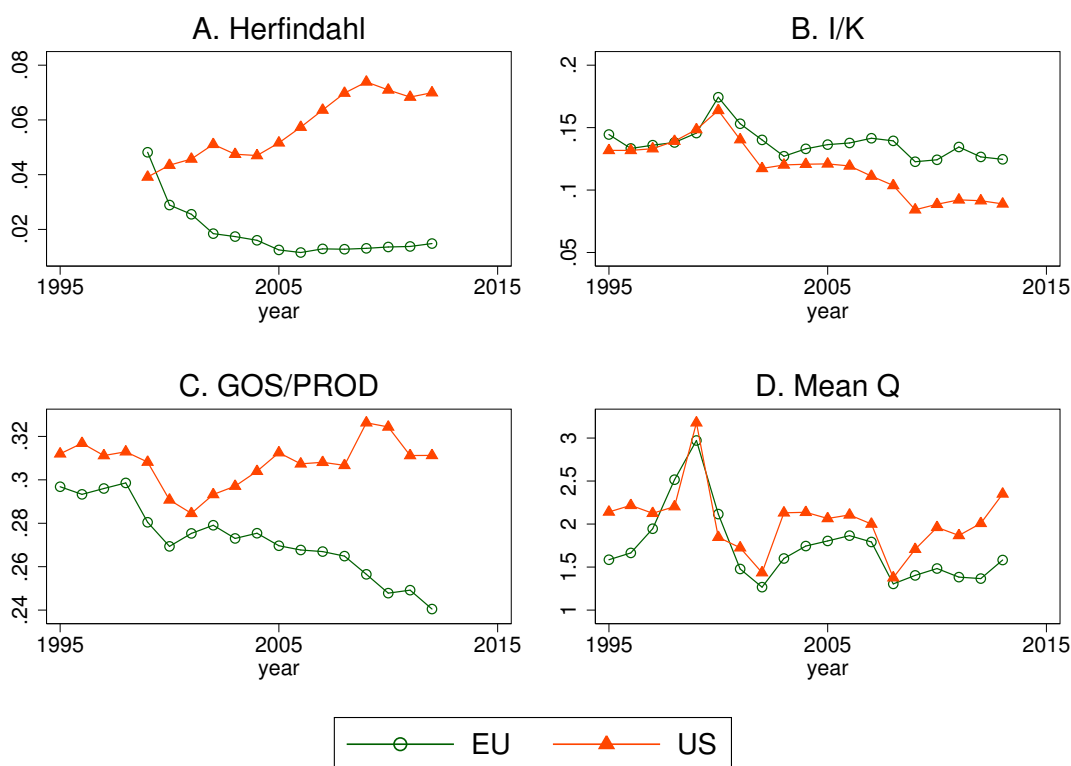 A. Herfindahl
.08
.06
.04
.02
1995 2005 2015
year
B. I/K
.2
.15
.1
.05
1995 2005 2015
year
C. GOS/PROD
.32
.3
.28
.26
.24
1995 2005 2015
year
D. Mean Q
3
2.5
2
1.5
1
1995 2005 2015
year
EU US